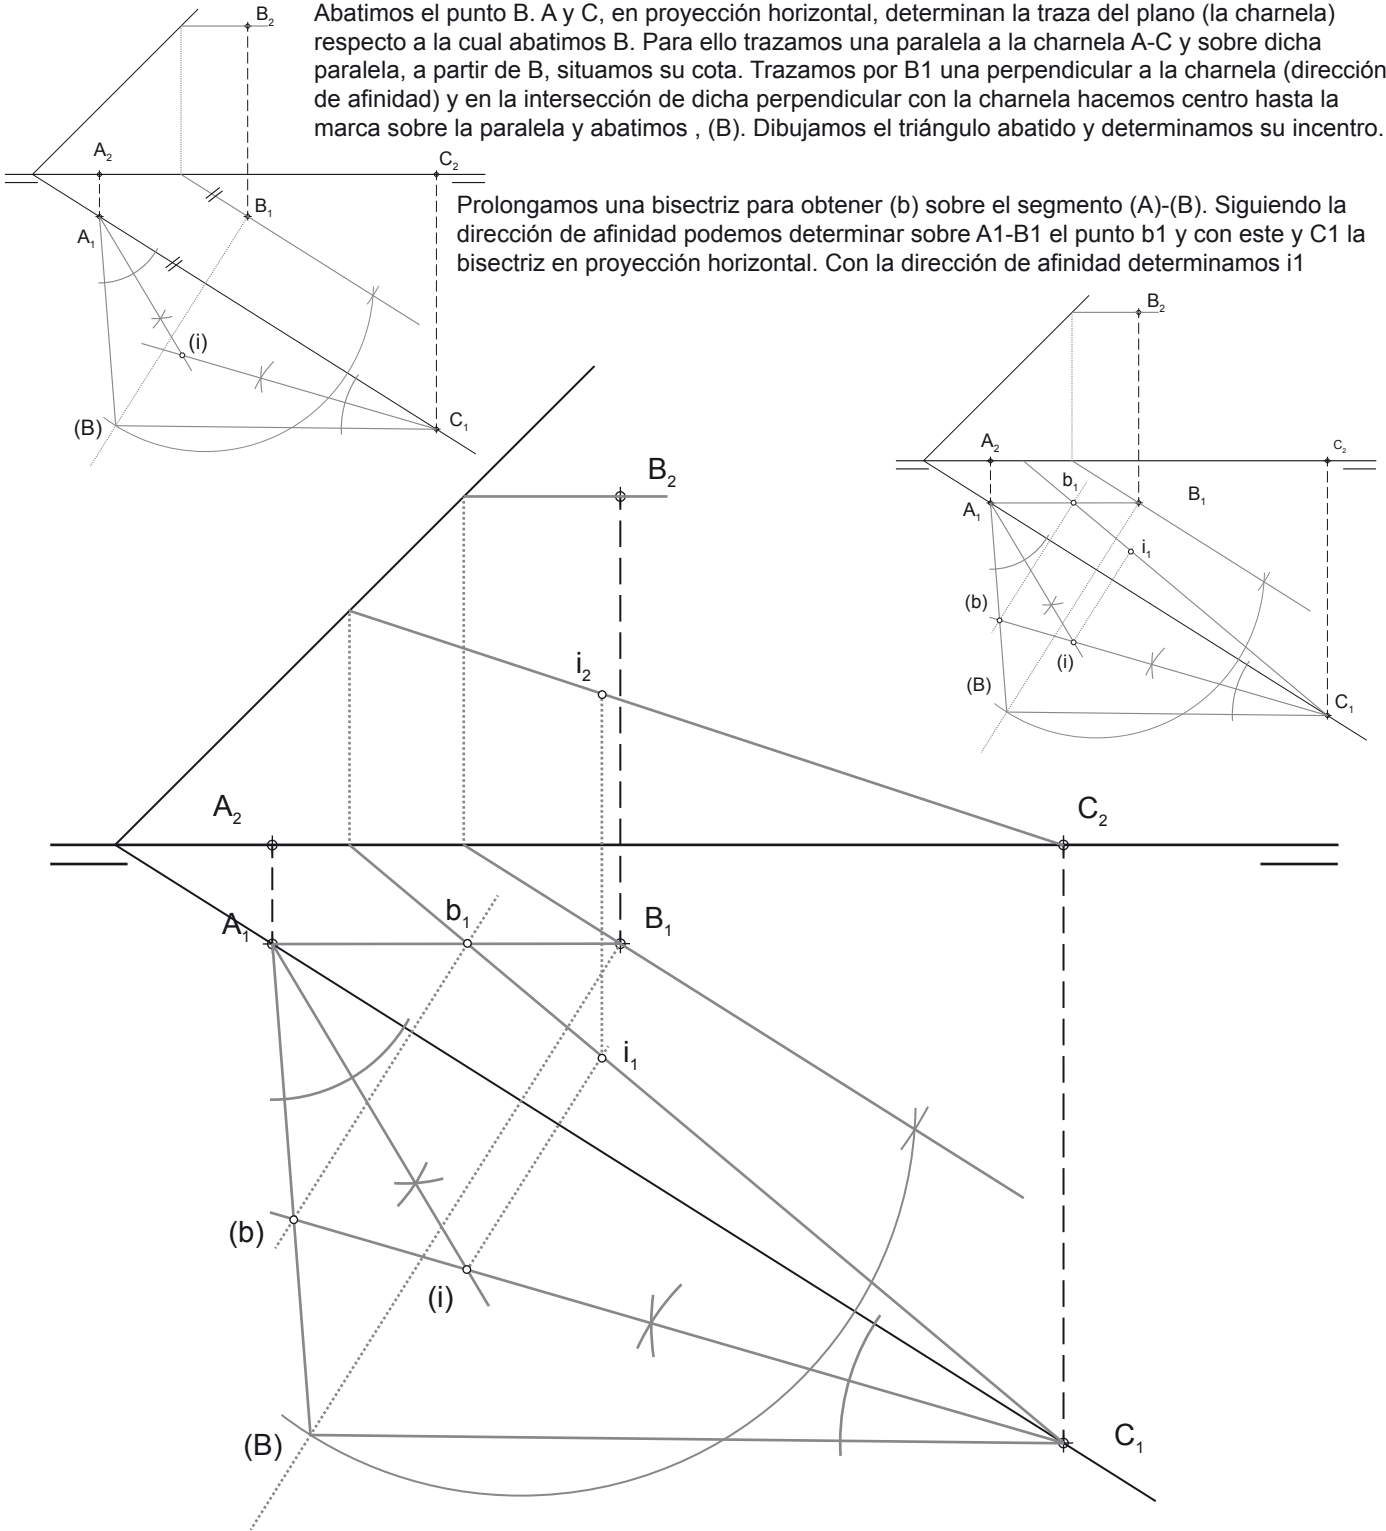 Abatimos el punto B. A y C, en proyección horizontal, determinan la traza del plano (la charnela)
respecto a la cual abatimos B. Para ello trazamos una paralela a la charnela A-C y sobre dicha
paralela, a partir de B, situamos su cota. Trazamos por B1 una perpendicular a la charnela (dirección
de afinidad) y en la intersección de dicha perpendicular con la charnela hacemos centro hasta la
marca sobre la paralela y abatimos , (B). Dibujamos el triángulo abatido y determinamos su incentro.
B₂
A₂
C₂
B₁
A₁
(i)
(B)
C₁
Prolongamos una bisectriz para obtener (b) sobre el segmento (A)-(B). Siguiendo la
dirección de afinidad podemos determinar sobre A1-B1 el punto b1 y con este y C1 la
bisectriz en proyección horizontal. Con la dirección de afinidad determinamos i1
B₂
A₂
C₂
b₁
B₁
A₁
i₁
(b)
(i)
(B)
C₁
B₂
i₂
A₂
C₂
b₁
B₁
A₁
i₁
(b)
(i)
(B)
C₁